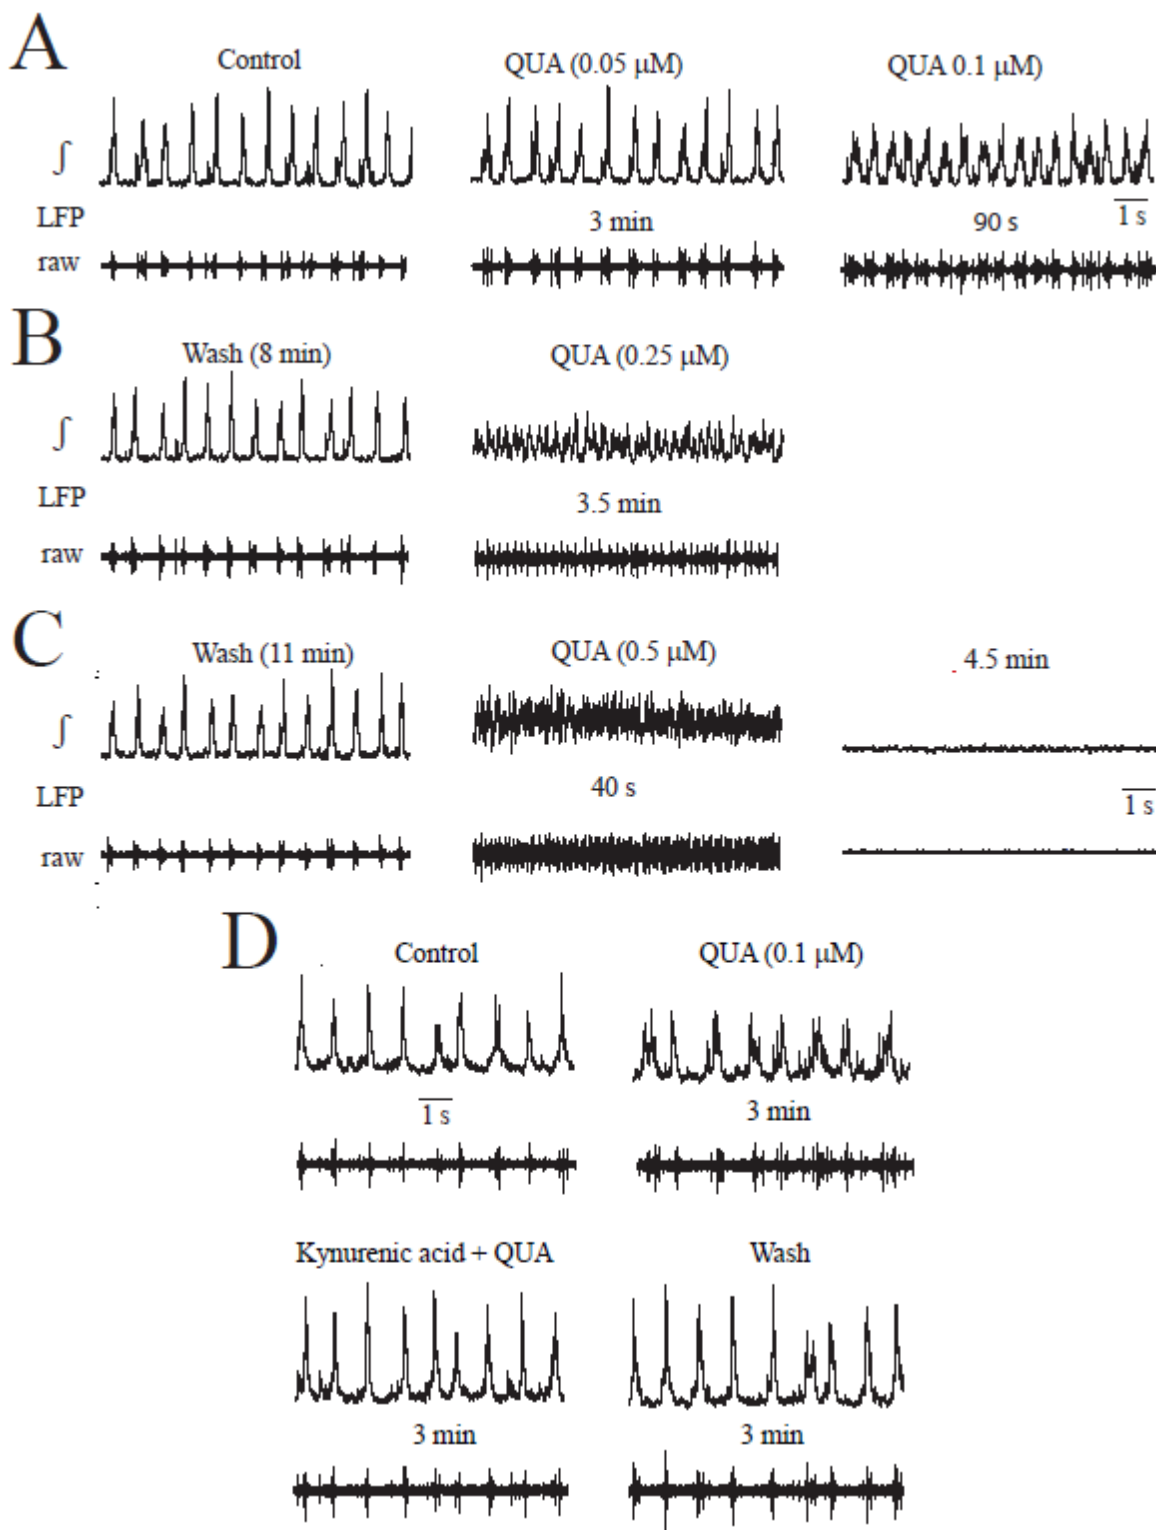 A
Control
QUA (0.05 μM)
QUA 0.1 μM)
∫
LFP
3 min
90 s
1 s
raw
B
Wash (8 min)
QUA (0.25 μM)
∫
LFP
3.5 min
raw
C
Wash (11 min)
QUA (0.5 μM)
4.5 min
∫
LFP
40 s
1 s
raw
D
Control
QUA (0.1 μM)
1 s
3 min
Kynurenic acid + QUA
Wash
3 min
3 min